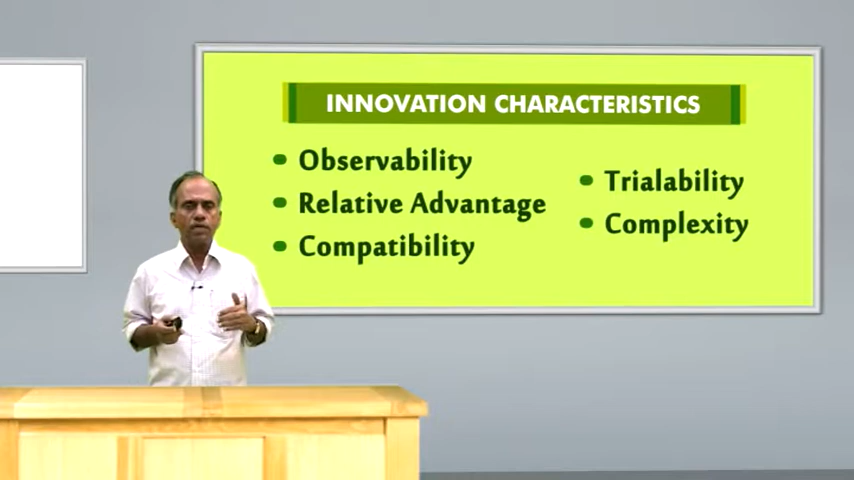 INNOVATION CHARACTERISTICS
Observability
Relative Advantage
Compatibility
Trialability
Complexity